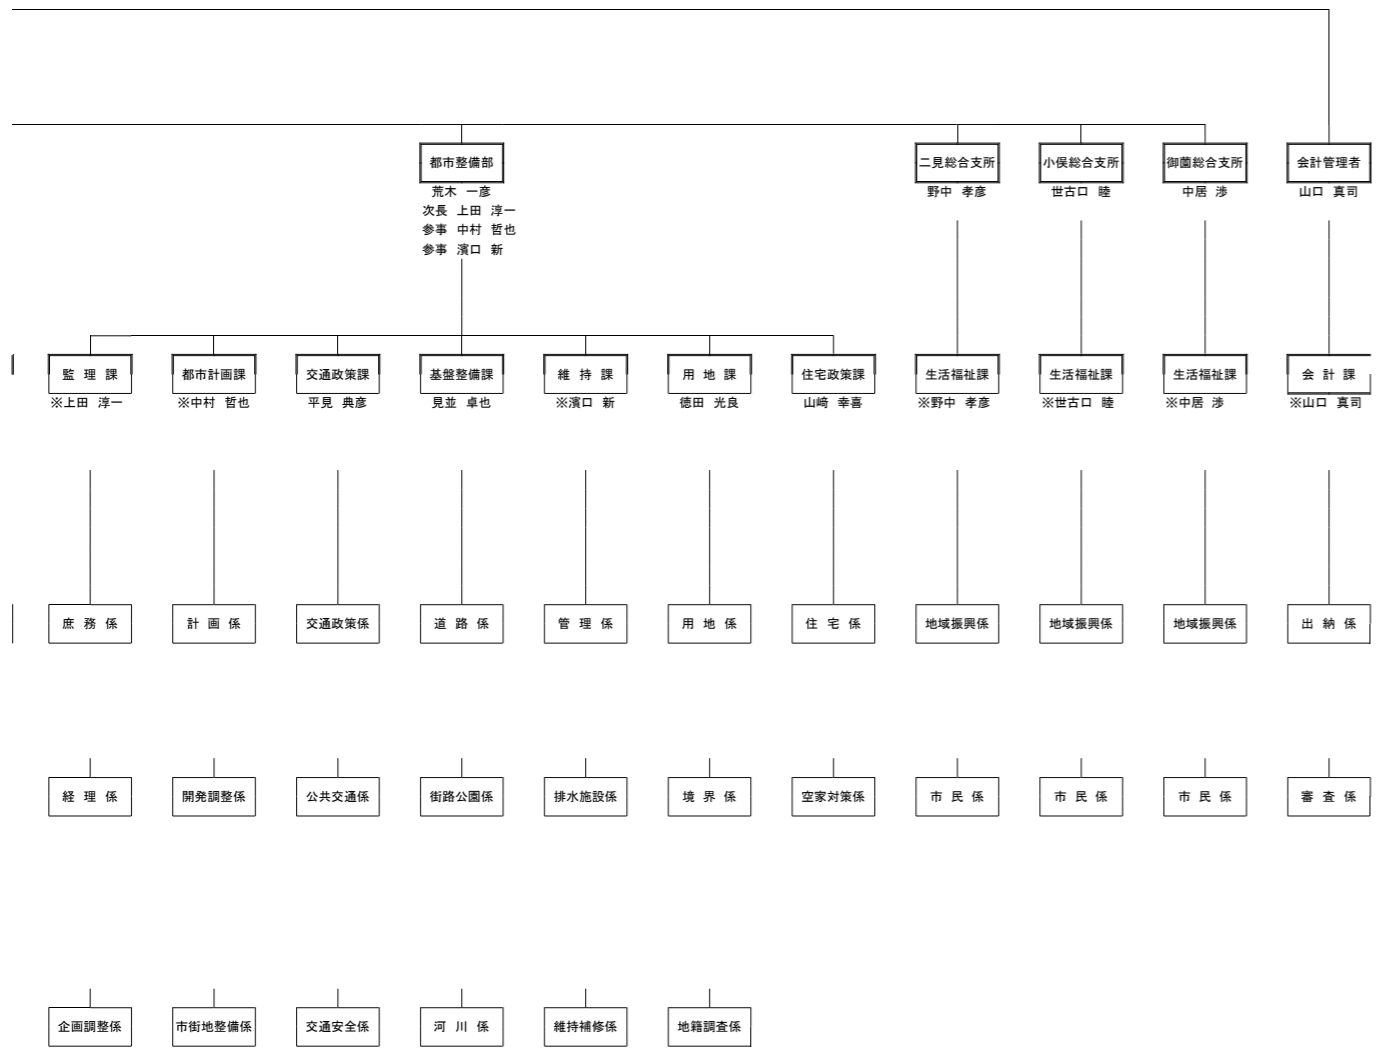 都市整備部
二見総合支所
小俣総合支所
御薗総合支所
会計管理者
荒木 一彦
野中 孝彦
世古口 睦
中居 渉
山口 真司
次長 上田 淳一
参事 中村 哲也
参事 濱口 新
監理課
都市計画課
交通政策課
基盤整備課
維持課
用地課
住宅政策課
生活福祉課
生活福祉課
生活福祉課
会計課
※上田 淳一
※中村 哲也
平見 典彦
見並 卓也
※濱口 新
徳田 光良
山﨑 幸喜
※野中 孝彦
※世古口 睦
※中居 渉
※山口 真司
庶務係
計画係
交通政策係
道路係
管理係
用地係
住宅係
地域振興係
地域振興係
地域振興係
出納係
経理係
開発調整係
公共交通係
街路公園係
排水施設係
境界係
空家対策係
市民係
市民係
市民係
審査係
企画調整係
市街地整備係
交通安全係
河川係
維持補修係
地籍調査係